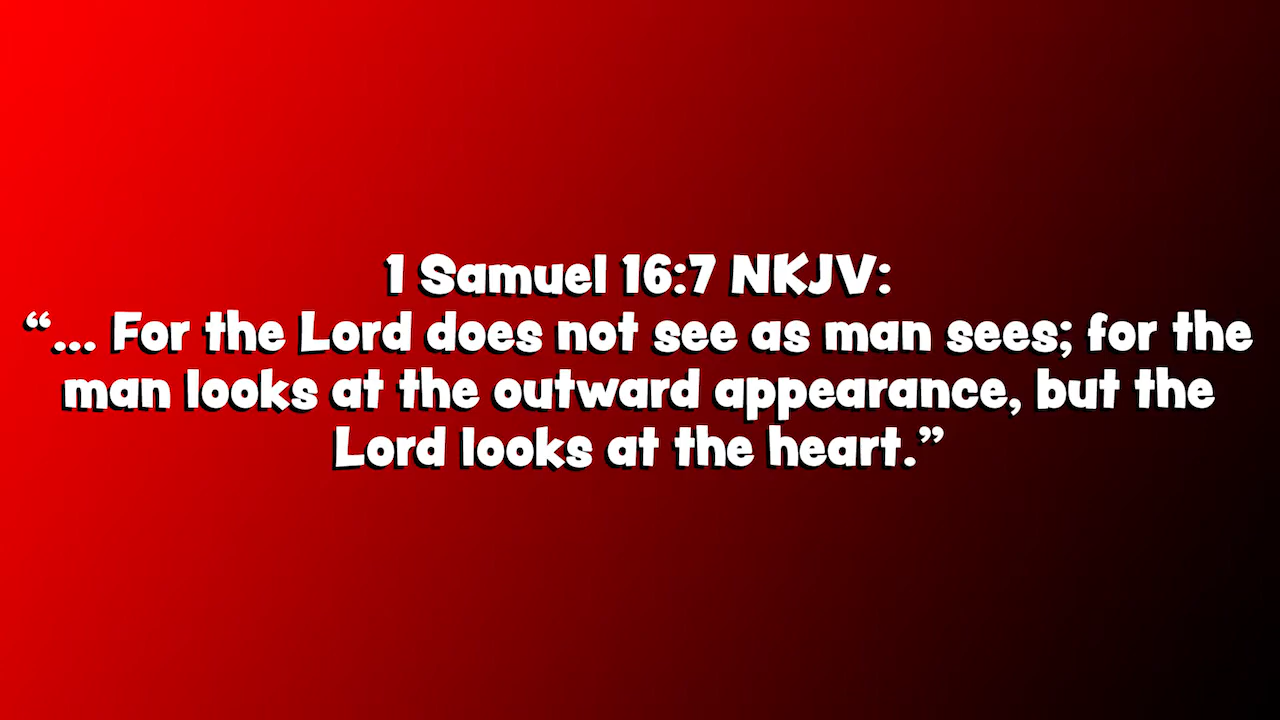 1 Samuel 16:7 NKJV:
“... For the Lord does not see as man sees; for the
man looks at the outward appearance, but the
Lord looks at the heart.”